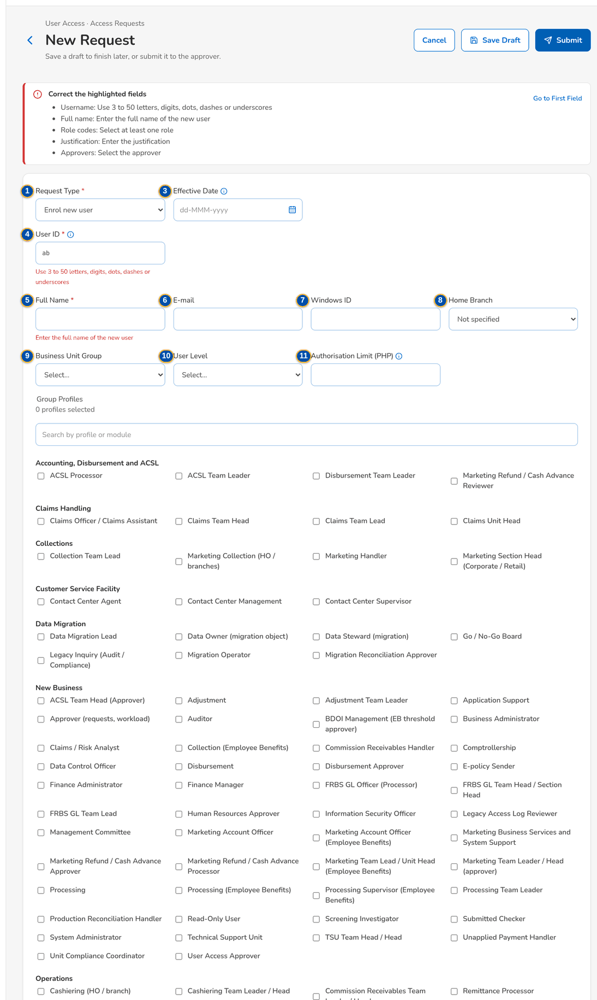 User Access · Access Requests
New Request
Save a draft to finish later, or submit it to the approver.
Cancel
Save Draft
Submit
Correct the highlighted fields
Go to First Field
• Username: Use 3 to 50 letters, digits, dots, dashes or underscores
• Full name: Enter the full name of the new user
• Role codes: Select at least one role
• Justification: Enter the justification
• Approvers: Select the approver
1 Request Type *
3 Effective Date
Enrol new user
dd-MMM-yyyy
4 User ID *
ab
Use 3 to 50 letters, digits, dots, dashes or
underscores
5 Full Name *
6 E-mail
7 Windows ID
8 Home Branch
Not specified
Enter the full name of the new user
9 Business Unit Group
10 User Level
11 Authorisation Limit (PHP)
Select...
Select...
Group Profiles
0 profiles selected
Search by profile or module
Accounting, Disbursement and ACSL
ACSL Processor
ACSL Team Leader
Disbursement Team Leader
Marketing Refund / Cash Advance
Reviewer
Claims Handling
Claims Officer / Claims Assistant
Claims Team Head
Claims Team Lead
Claims Unit Head
Collections
Collection Team Lead
Marketing Collection (HO /
branches)
Marketing Handler
Marketing Section Head
(Corporate / Retail)
Customer Service Facility
Contact Center Agent
Contact Center Management
Contact Center Supervisor
Data Migration
Data Migration Lead
Data Owner (migration object)
Data Steward (migration)
Go / No-Go Board
Legacy Inquiry (Audit /
Compliance)
Migration Operator
Migration Reconciliation Approver
New Business
ACSL Team Head (Approver)
Adjustment
Adjustment Team Leader
Application Support
Approver (requests, workload)
Auditor
BDOI Management (EB threshold
approver)
Business Administrator
Claims / Risk Analyst
Collection (Employee Benefits)
Commission Receivables Handler
Comptrollership
Data Control Officer
Disbursement
Disbursement Approver
E-policy Sender
Finance Administrator
Finance Manager
FRBS GL Officer (Processor)
FRBS GL Team Head / Section
Head
FRBS GL Team Lead
Human Resources Approver
Information Security Officer
Legacy Access Log Reviewer
Management Committee
Marketing Account Officer
Marketing Account Officer
(Employee Benefits)
Marketing Business Services and
System Support
Marketing Refund / Cash Advance
Approver
Marketing Refund / Cash Advance
Processor
Marketing Team Lead / Unit Head
(Employee Benefits)
Marketing Team Leader / Head
(approver)
Processing
Processing (Employee Benefits)
Processing Supervisor (Employee
Benefits)
Processing Team Leader
Production Reconciliation Handler
Read-Only User
Screening Investigator
Submitted Checker
System Administrator
Technical Support Unit
TSU Team Head / Head
Unapplied Payment Handler
Unit Compliance Coordinator
User Access Approver
Operations
Cashiering (HO / branch)
Cashiering Team Leader / Head
Commission Receivables Team
Remittance Processor